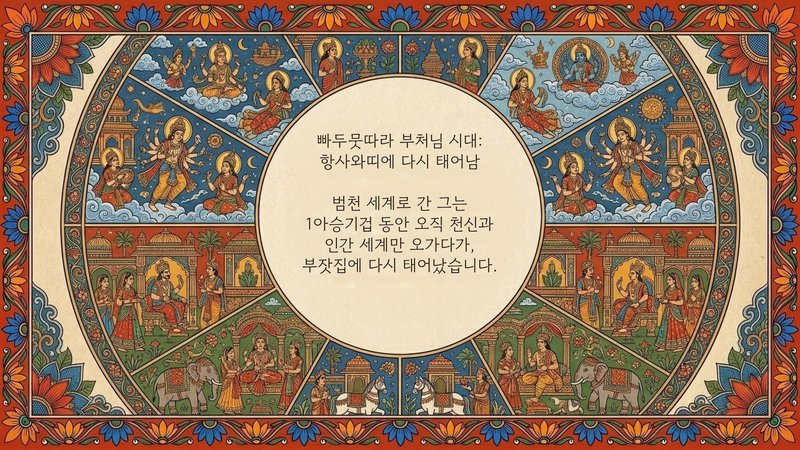 빠두뭇따라 부처님 시대:
항사와띠에 다시 태어남
범천 세계로 간 그는
1아승기겁 동안 오직 천신과
인간 세계만 오가다가,
부잣집에 다시 태어났습니다.